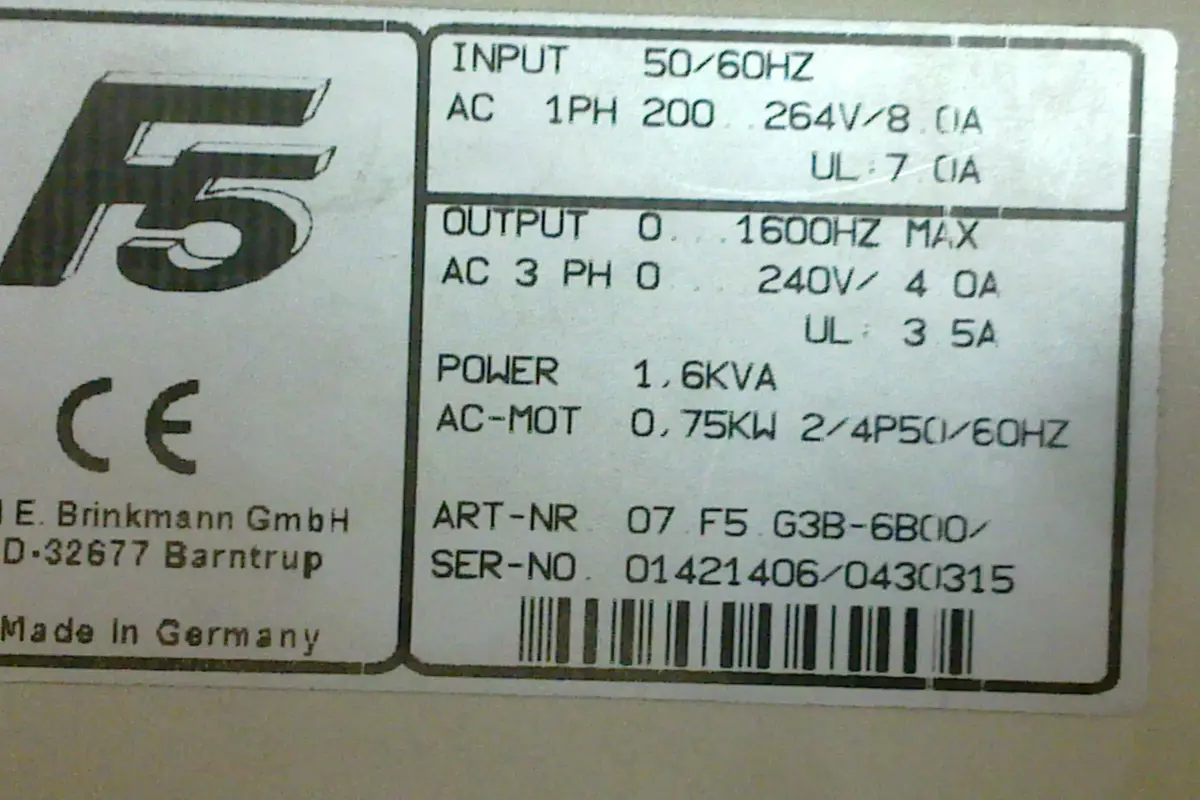 F5
CE
E. Brinkmann GmbH
D-32677 Barntrup
Made in Germany
INPUT 50/60HZ
AC 1PH 200...264V/8.0A
UL:7.0A
OUTPUT 0....1600HZ MAX
AC 3 PH 0.... 240V/ 4.0A
UL: 3.5A
POWER 1,6KVA
AC-MOT 0,75KW 2/4P50/60HZ
ART-NR. 07.F5.G3B-6B00/
SER-NO. 01421406/0430315